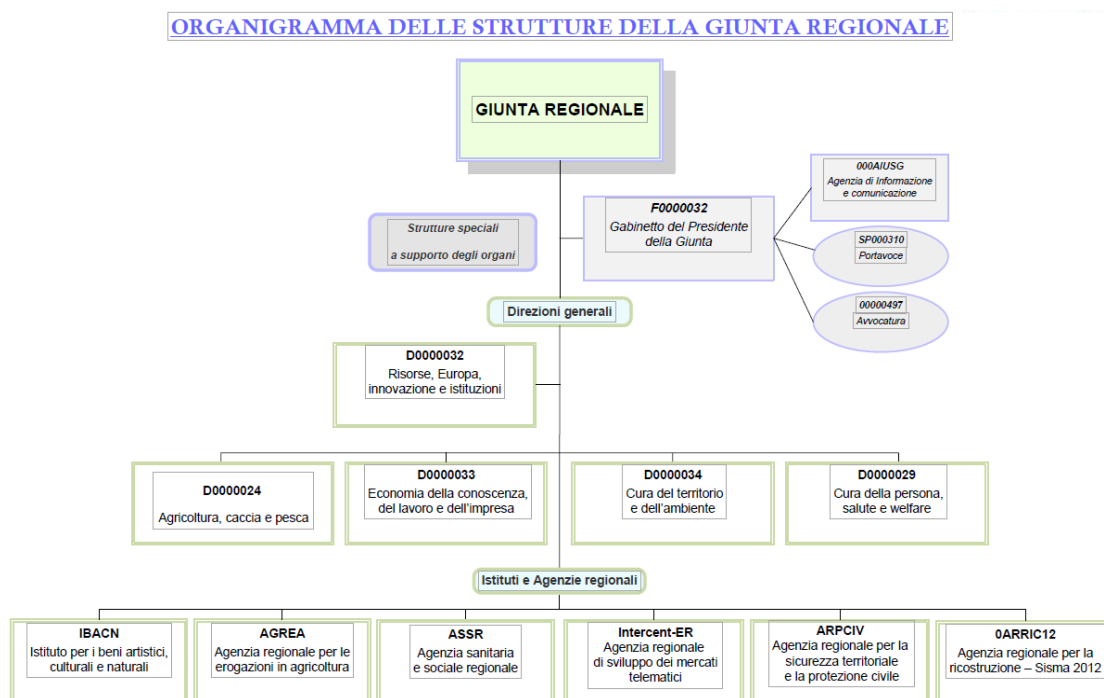 ORGANIGRAMMA DELLE STRUTTURE DELLA GIUNTA REGIONALE
GIUNTA REGIONALE
000AIUSG
Agenzia di Informazione
e comunicazione
F0000032
Gabinetto del Presidente
della Giunta
Strutture speciali
a supporto degli organi
SP000310
Portavoce
00000497
Avvocatura
Direzioni generali
D0000032
Risorse, Europa,
innovazione e istituzioni
D0000024
Agricoltura, caccia e pesca
D0000033
Economia della conoscenza,
del lavoro e dell'impresa
D0000034
Cura del territorio
e dell'ambiente
D0000029
Cura della persona,
salute e welfare
Istituti e Agenzie regionali
IBACN
Istituto per i beni artistici,
culturali e naturali
AGREA
Agenzia regionale per le
erogazioni in agricoltura
ASSR
Agenzia sanitaria
e sociale regionale
Intercent-ER
Agenzia regionale
di sviluppo dei mercati
telematici
ARPCIV
Agenzia regionale per la
sicurezza territoriale
e la protezione civile
0ARRIC12
Agenzia regionale per la
ricostruzione – Sisma 2012